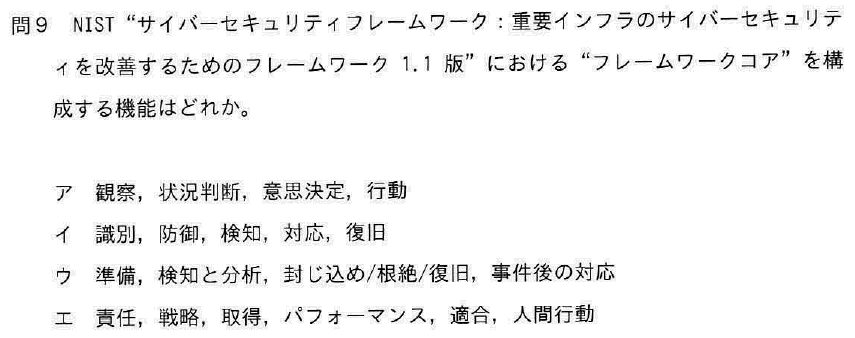 問9 NIST“サイバーセキュリティフレームワーク:重要インフラのサイバーセキュリテ
ィを改善するためのフレームワーク 1.1 版”における“フレームワークコア”を構
成する機能はどれか。
ア 観察，状況判断，意思決定，行動
イ 識別，防御，検知，対応，復旧
ウ 準備，検知と分析，封じ込め/根絶/復旧，事件後の対応
エ 責任，戦略，取得，パフォーマンス，適合，人間行動